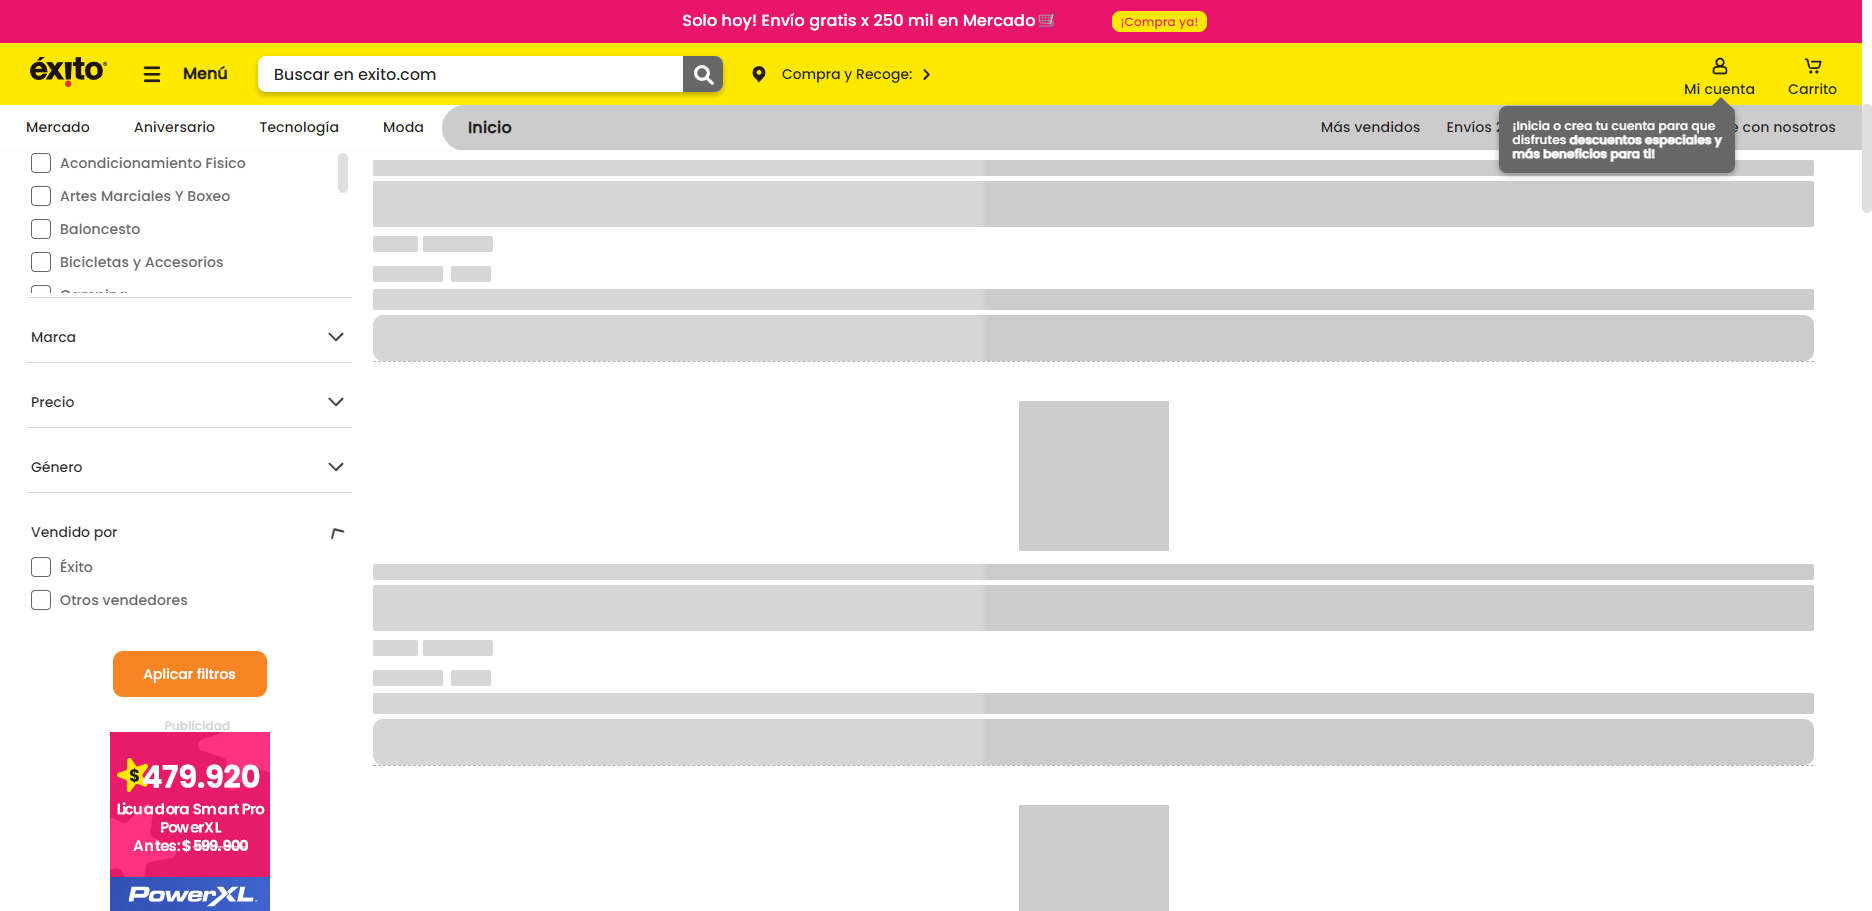 Solo hoy! Envío gratis x 250 mil en Mercado
¡Compra ya!
éxito
Menú
Buscar en exito.com
Compra y Recoge:
Mi cuenta
Carrito
Mercado
Aniversario
Tecnología
Moda
Inicio
Más vendidos
Envíos
con nosotros
¡Inicia o crea tu cuenta para que
disfrutes descuentos especiales y
más beneficios para ti!
Acondicionamiento Fisico
Artes Marciales Y Boxeo
Baloncesto
Bicicletas y Accesorios
Marca
Precio
Género
Vendido por
Éxito
Otros vendedores
Aplicar filtros
Publicidad
$479.920
Licuadora Smart Pro
PowerXL
Antes: $ 599.900
PowerXL